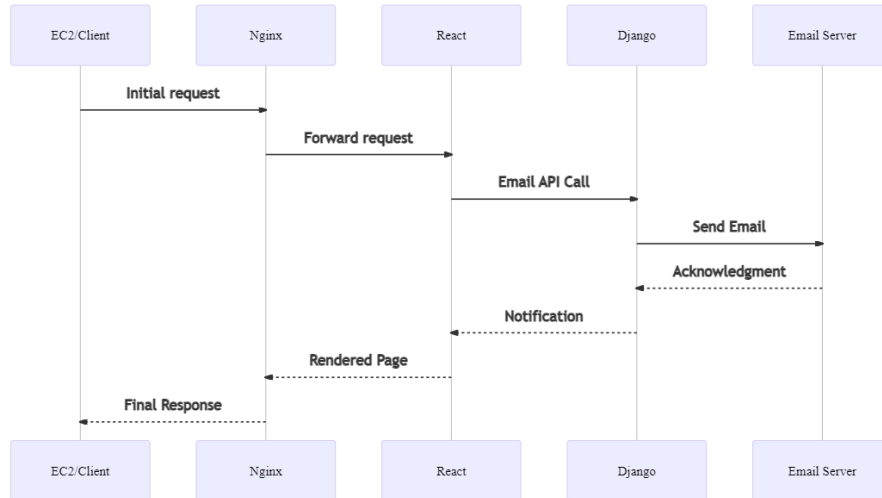 EC2/Client
Nginx
React
Django
Email Server
Initial request
Forward request
Email API Call
Send Email
Acknowledgment
Notification
Rendered Page
Final Response
EC2/Client
Nginx
React
Django
Email Server